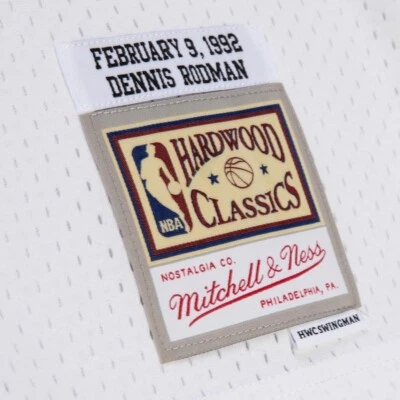 FEBRUARY 9, 1992
DENNIS RODMAN
HARDWOOD
NBA
CLASSICS
NOSTALGIA CO.
Mitchell & Ness
PHILADELPHIA, PA.
HWCSWINGMAN